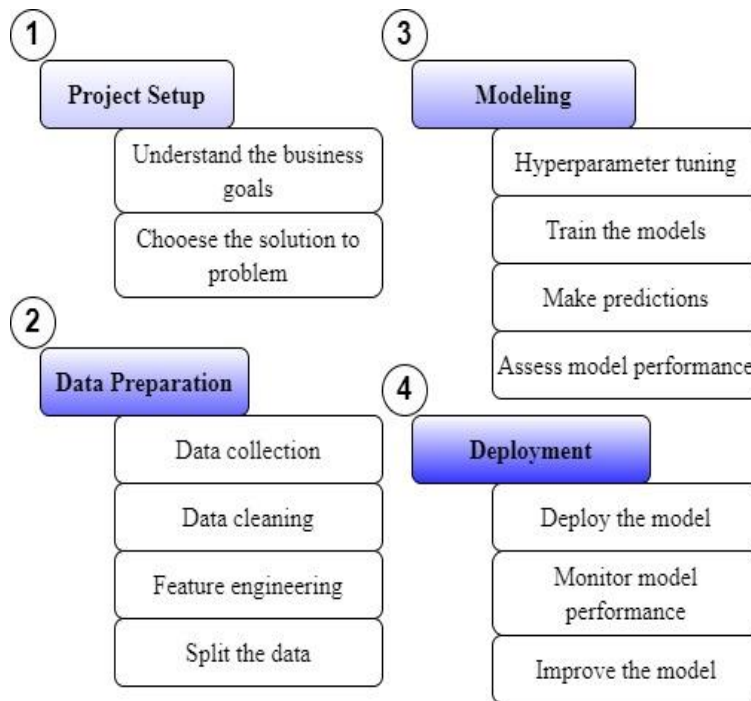 1
Project Setup
Understand the business
goals
Chooese the solution to
problem
2
Data Preparation
Data collection
Data cleaning
Feature engineering
Split the data
3
Modeling
Hyperparameter tuning
Train the models
Make predictions
Assess model performance
4
Deployment
Deploy the model
Monitor model
performance
Improve the model